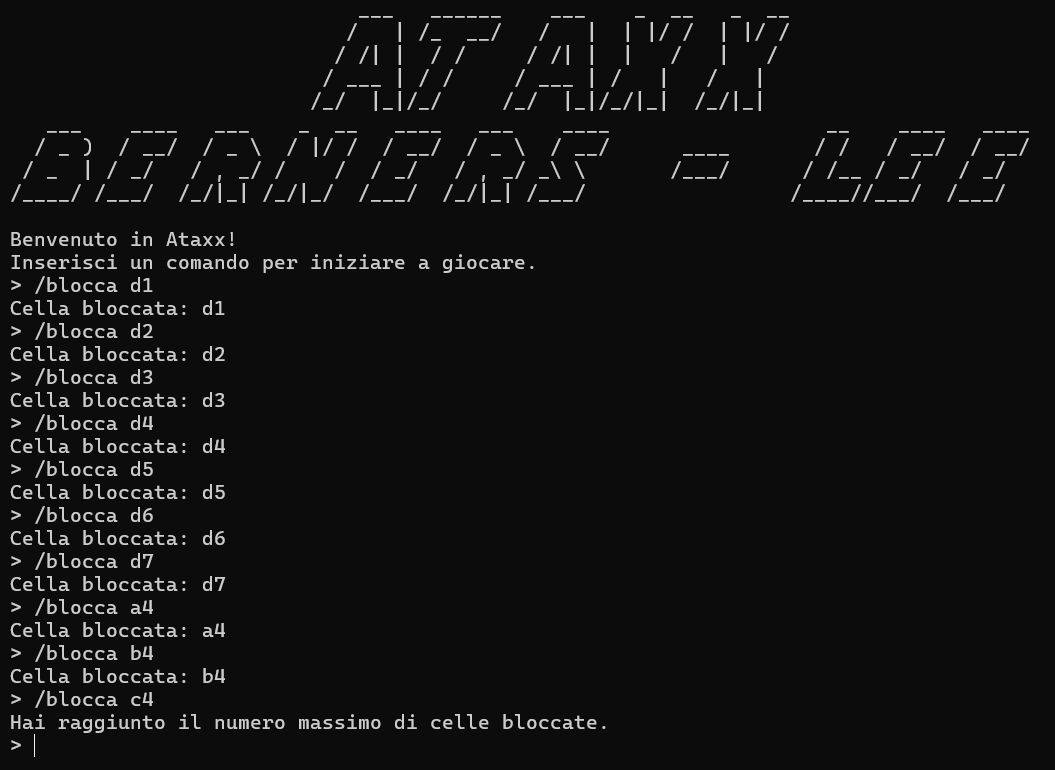 ATAXX
BERNERS - LEE
Benvenuto in Ataxx!
Inserisci un comando per iniziare a giocare.
> /blocca d1
Cella bloccata: d1
> /blocca d2
Cella bloccata: d2
> /blocca d3
Cella bloccata: d3
> /blocca d4
Cella bloccata: d4
> /blocca d5
Cella bloccata: d5
> /blocca d6
Cella bloccata: d6
> /blocca d7
Cella bloccata: d7
> /blocca a4
Cella bloccata: a4
> /blocca b4
Cella bloccata: b4
> /blocca c4
Hai raggiunto il numero massimo di celle bloccate.
>